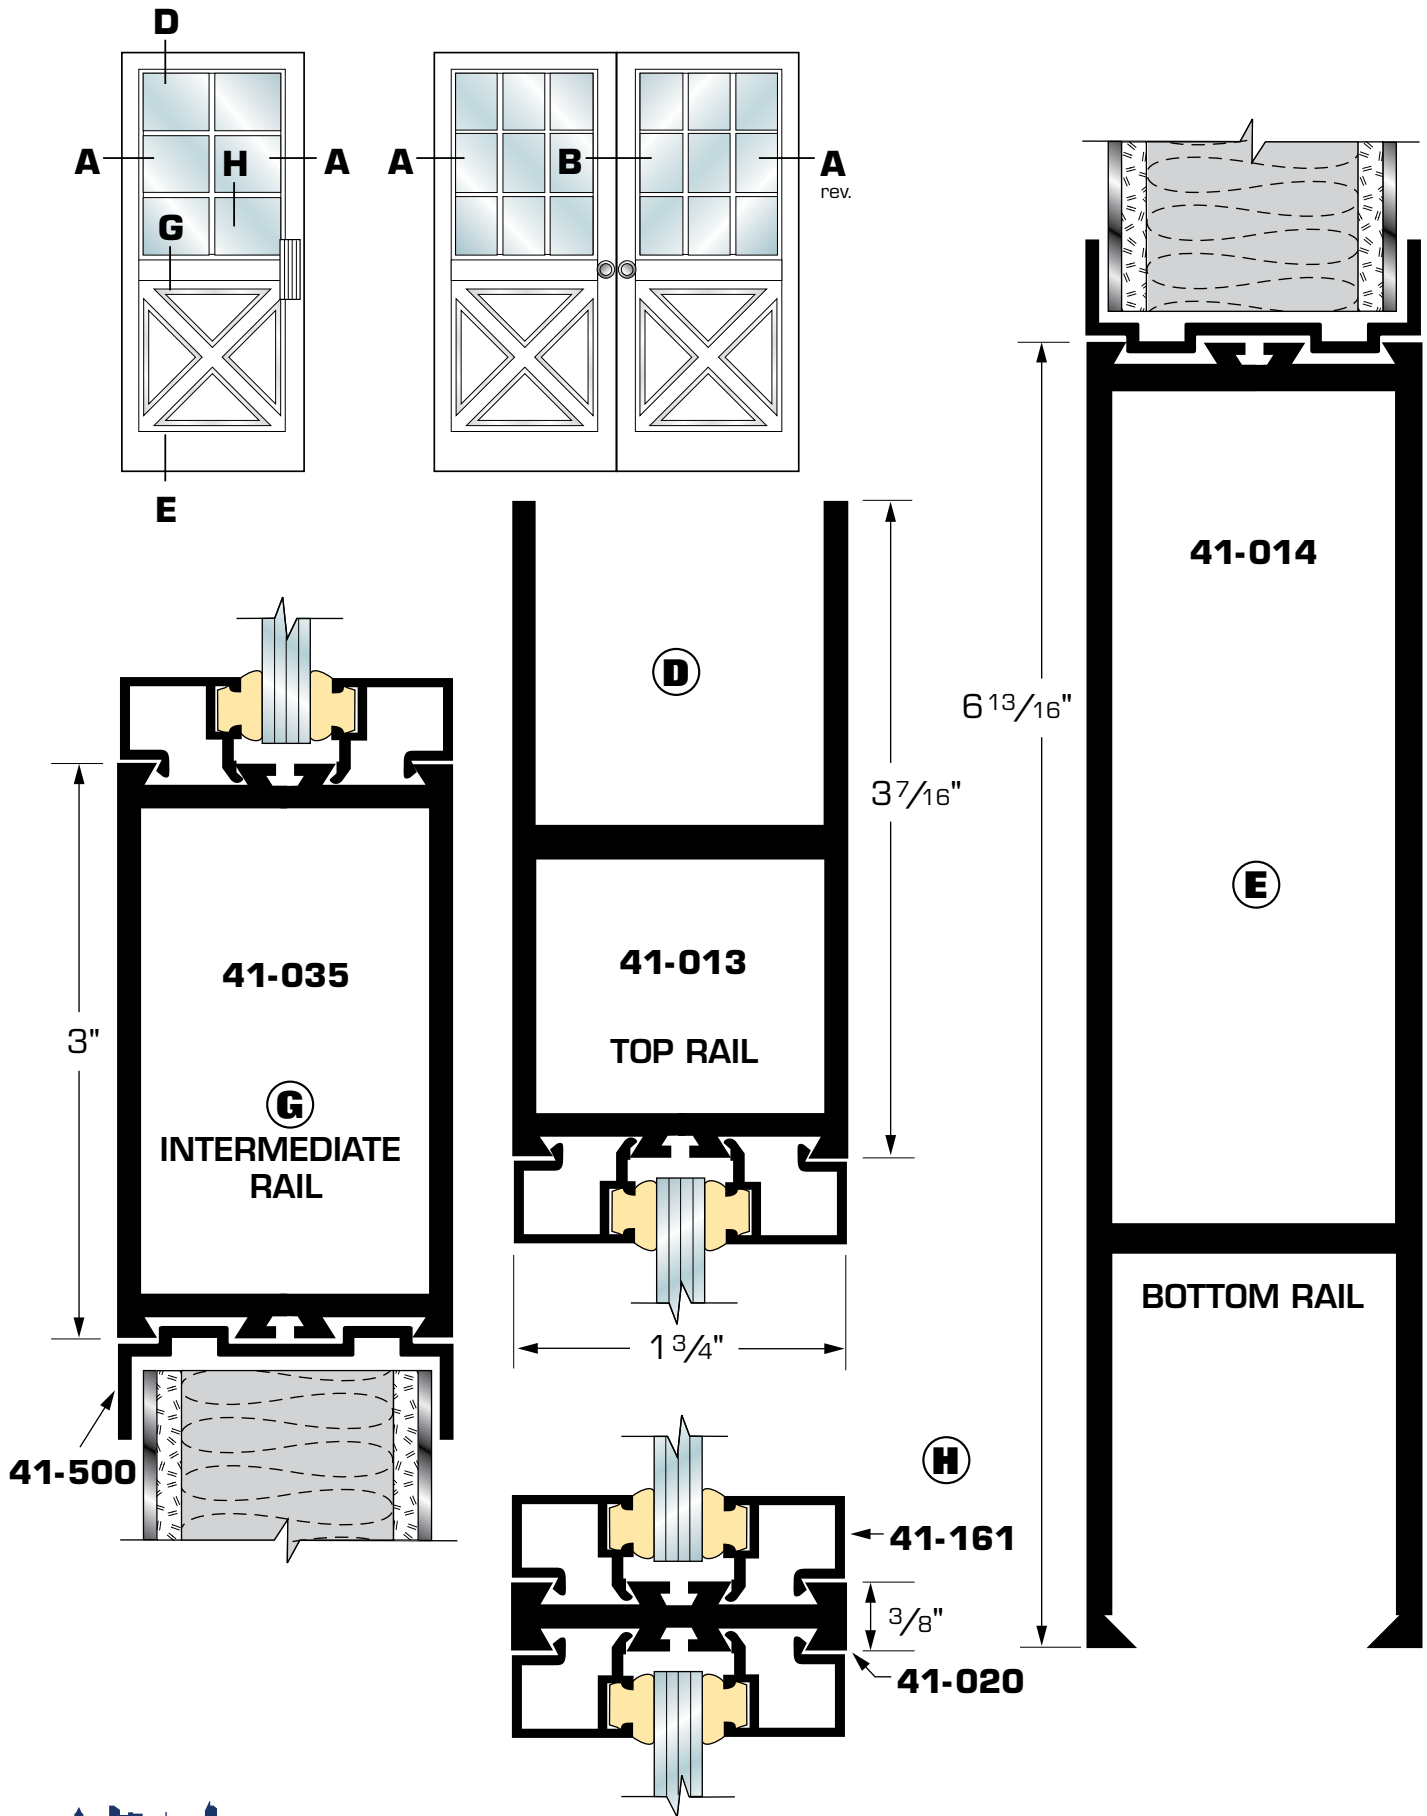 D
A
H
A
G
E
A
B
A
rev.
41-014
6 13/16"
E
BOTTOM RAIL
D
3 7/16"
41-013
TOP RAIL
1 3/4"
41-035
3"
G
INTERMEDIATE
RAIL
41-500
H
41-161
3/8"
41-020